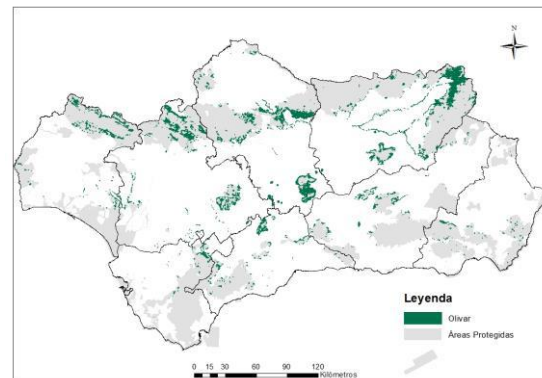 N
Leyenda
Olivar
Áreas Protegidas
0 15 30 60 90 120
Kilómetros